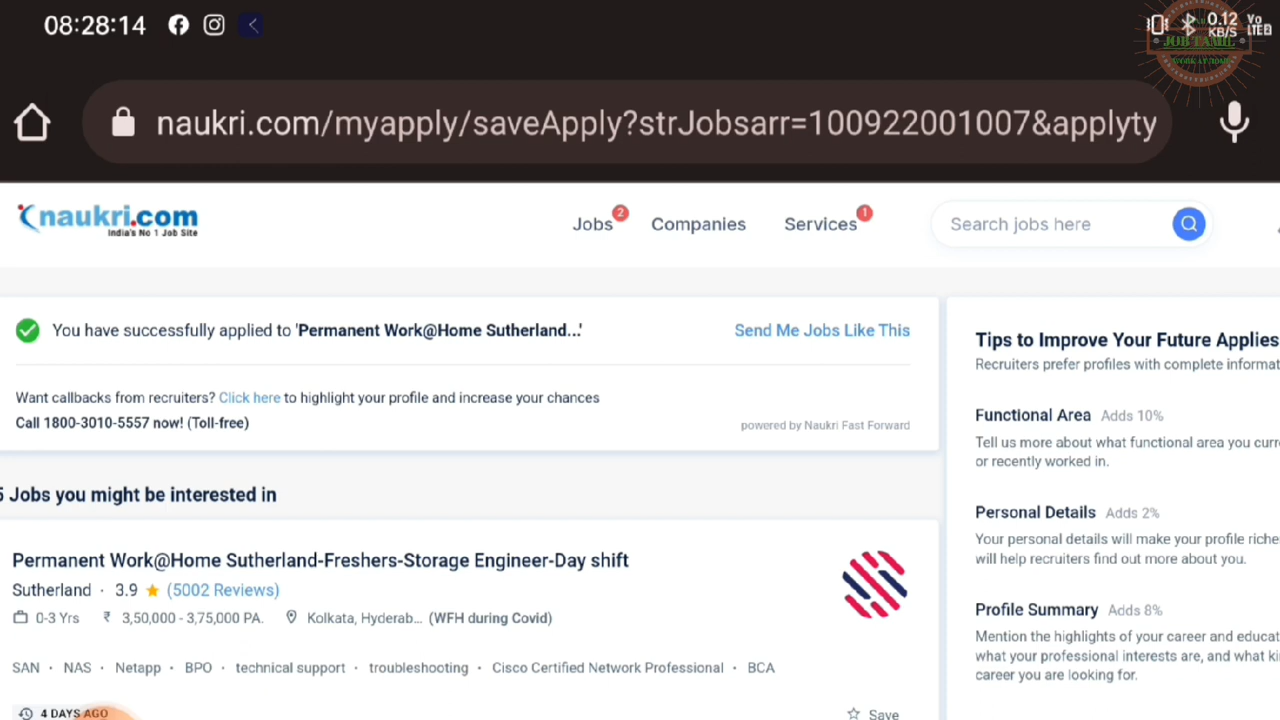 08:28:14
0.12 KB/S
Vo LTE 2
JOB TAMIL
WORK AT HOME
naukri.com/myapply/saveApply?strJobsarr=100922001007&applyty
naukri.com
India's No 1 Job Site
Jobs 2
Companies
Services 1
Search jobs here
You have successfully applied to 'Permanent Work@Home Sutherland...'
Send Me Jobs Like This
Want callbacks from recruiters? Click here to highlight your profile and increase your chances
Call 1800-3010-5557 now! (Toll-free)
powered by Naukri Fast Forward
5 Jobs you might be interested in
Permanent Work@Home Sutherland-Freshers-Storage Engineer-Day shift
Sutherland · 3.9 ★ (5002 Reviews)
0-3 Yrs ₹ 3,50,000 - 3,75,000 PA. Kolkata, Hyderab... (WFH during Covid)
SAN · NAS · Netapp · BPO · technical support · troubleshooting · Cisco Certified Network Professional · BCA
4 DAYS AGO
Save
Tips to Improve Your Future Applies
Recruiters prefer profiles with complete informat
Functional Area Adds 10%
Tell us more about what functional area you curr
or recently worked in.
Personal Details Adds 2%
Your personal details will make your profile riche
will help recruiters find out more about you.
Profile Summary Adds 8%
Mention the highlights of your career and educat
what your professional interests are, and what ki
career you are looking for.